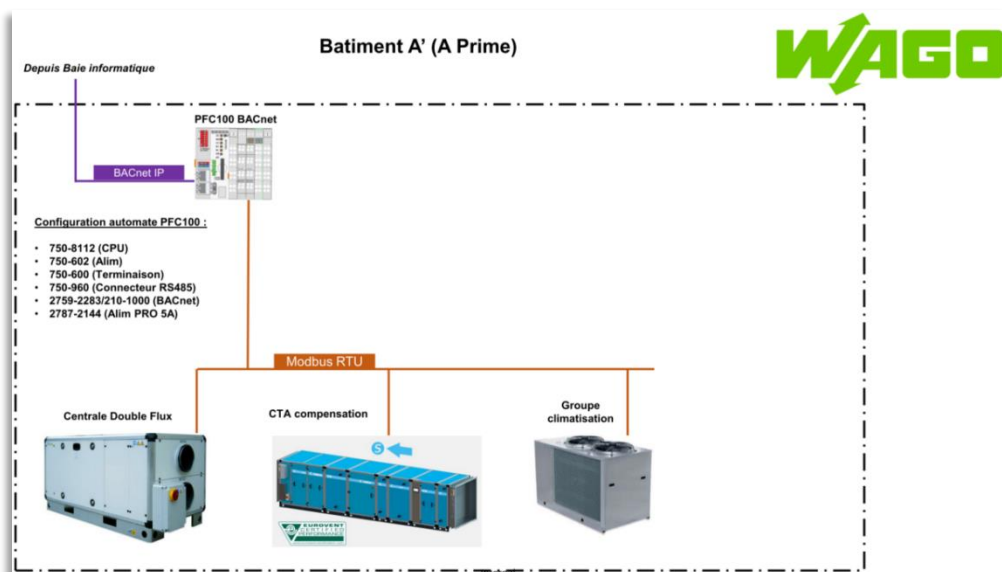 Batiment A' (A Prime)
WAGO
Depuis Baie informatique
PFC100 BACnet
BACnet IP
Configuration automate PFC100 :
• 750-8112 (CPU)
• 750-602 (Alim)
• 750-600 (Terminaison)
• 750-960 (Connecteur RS485)
• 2759-2283/210-1000 (BACnet)
• 2787-2144 (Alim PRO 5A)
Modbus RTU
Centrale Double Flux
CTA compensation
Groupe
climatisation
S
EUROVENT
CERTIFIED
PERFORMANCE